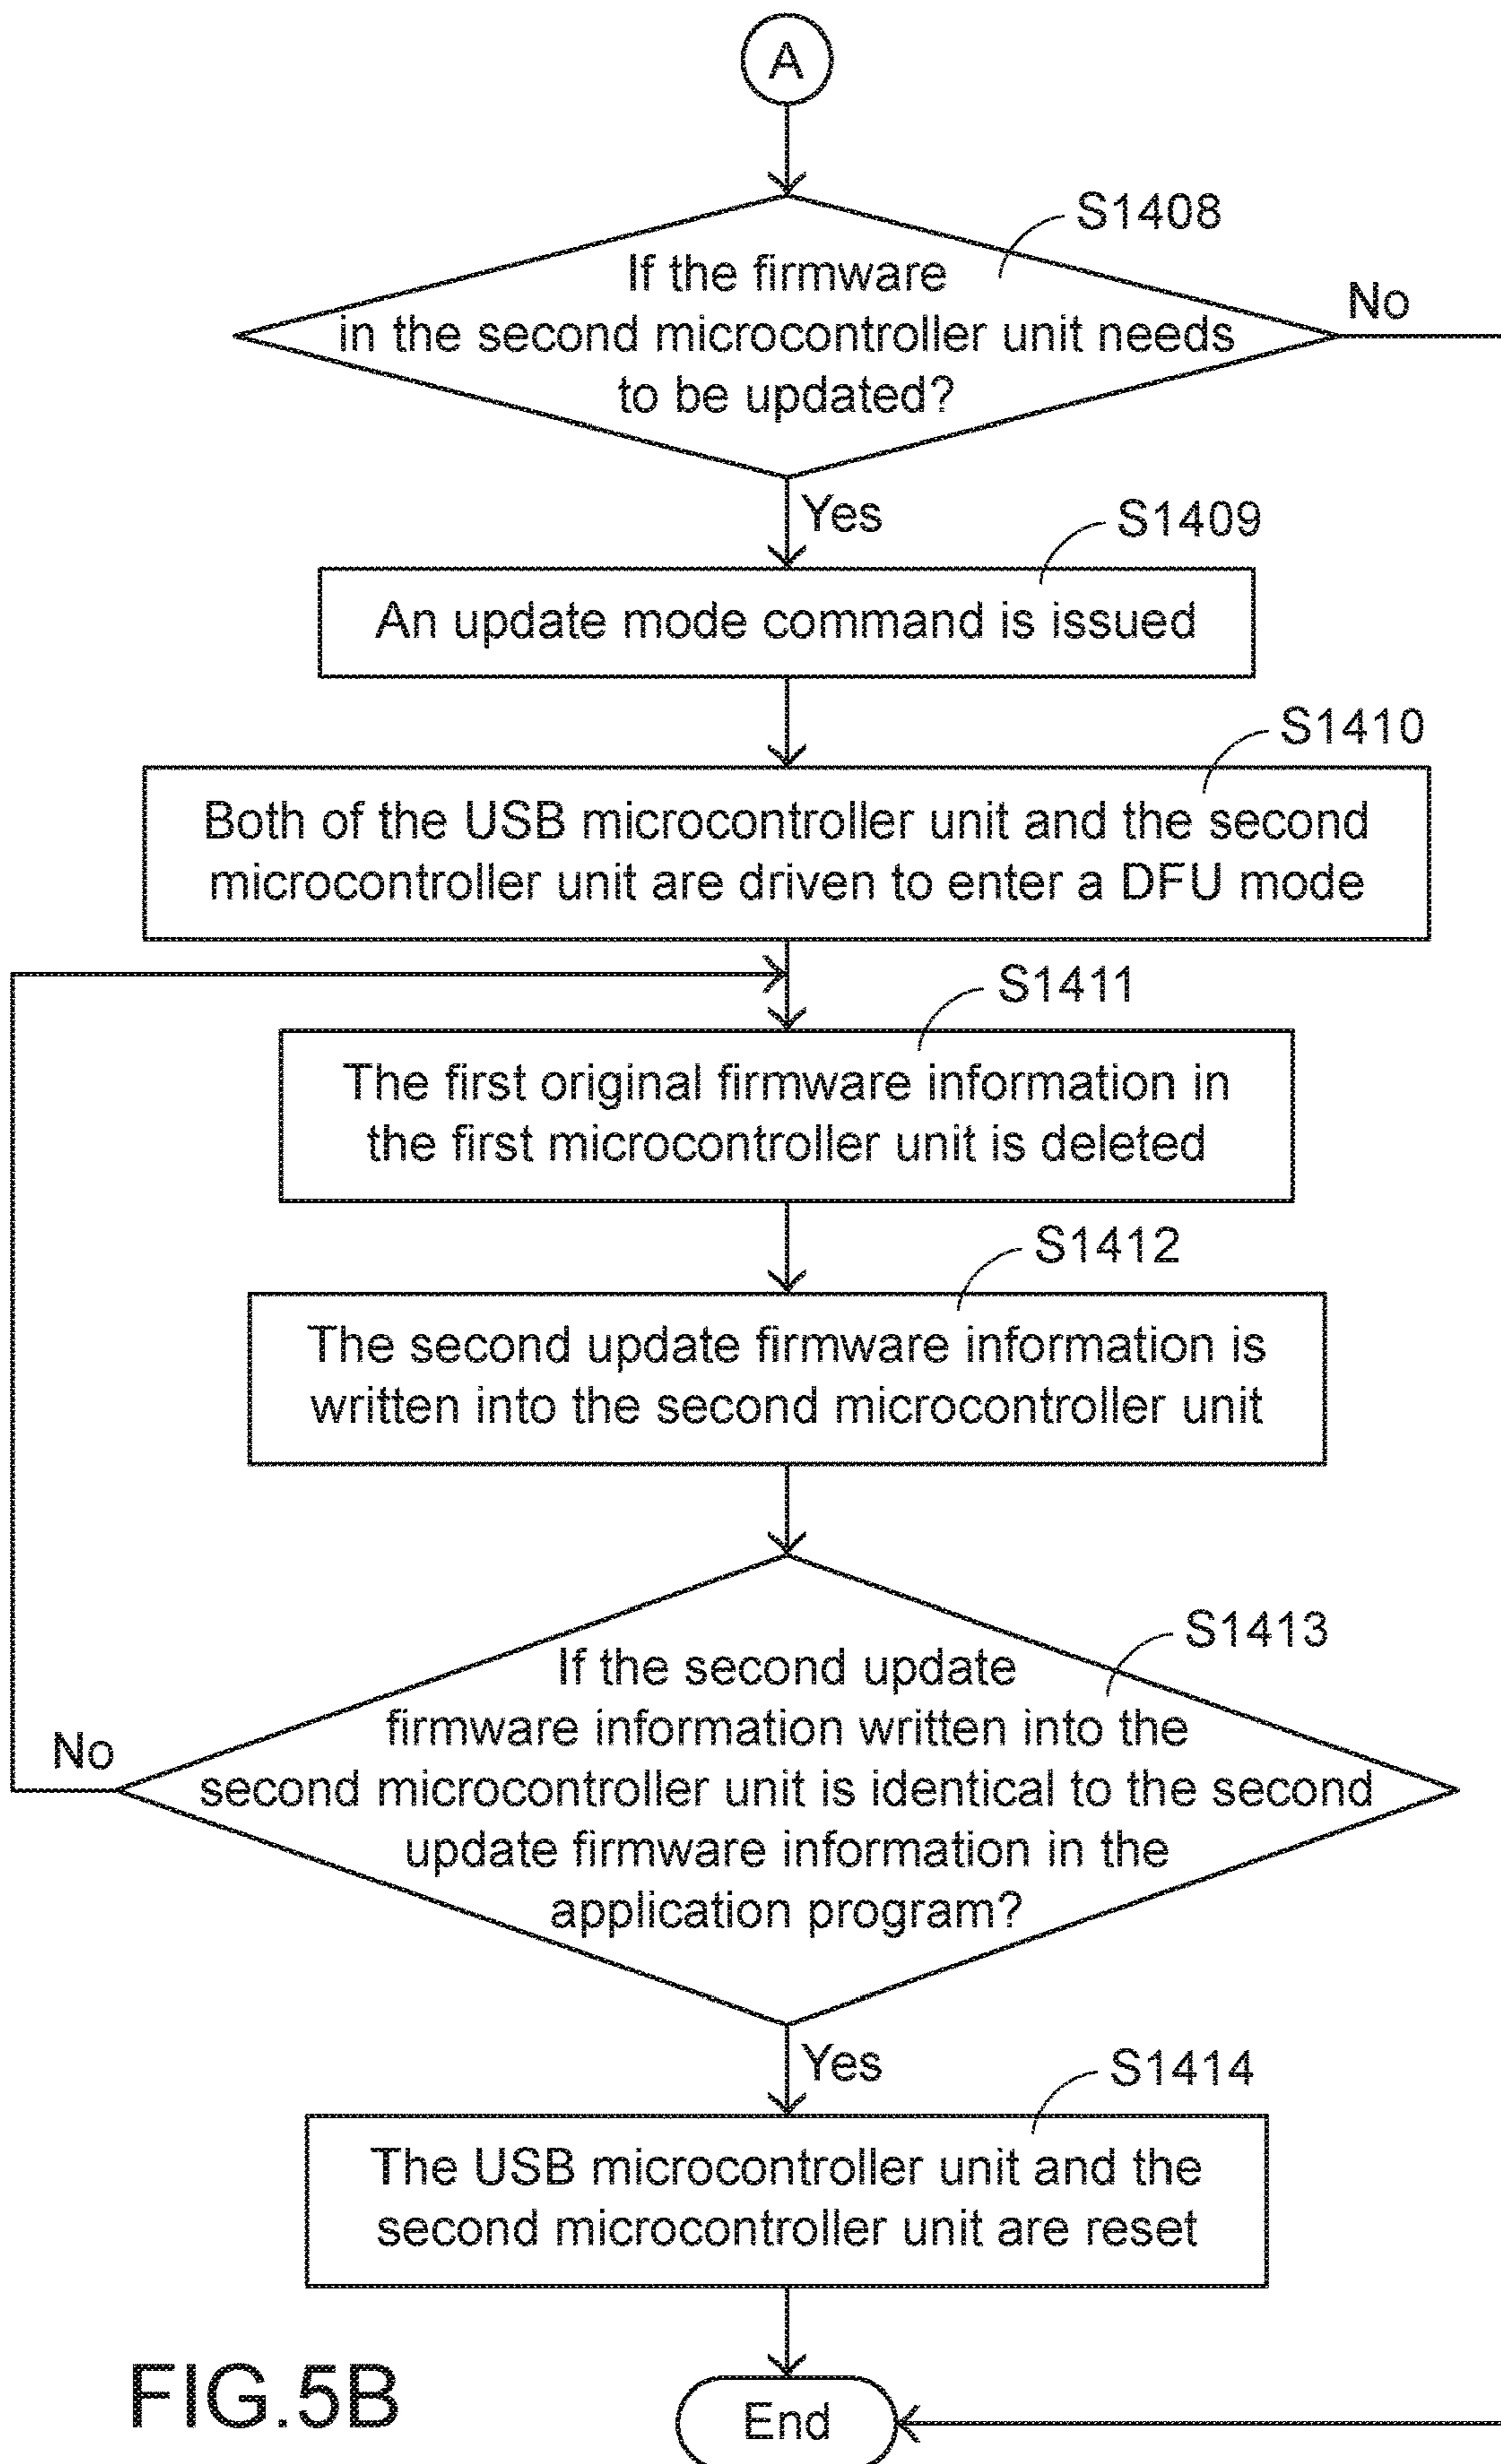 A
S1408
If the firmware
in the second microcontroller unit needs
to be updated?
No
Yes
S1409
An update mode command is issued
S1410
Both of the USB microcontroller unit and the second
microcontroller unit are driven to enter a DFU mode
S1411
The first original firmware information in
the first microcontroller unit is deleted
S1412
The second update firmware information is
written into the second microcontroller unit
S1413
If the second update
firmware information written into the
second microcontroller unit is identical to the second
update firmware information in the
application program?
No
Yes
S1414
The USB microcontroller unit and the
second microcontroller unit are reset
End
FIG.5B